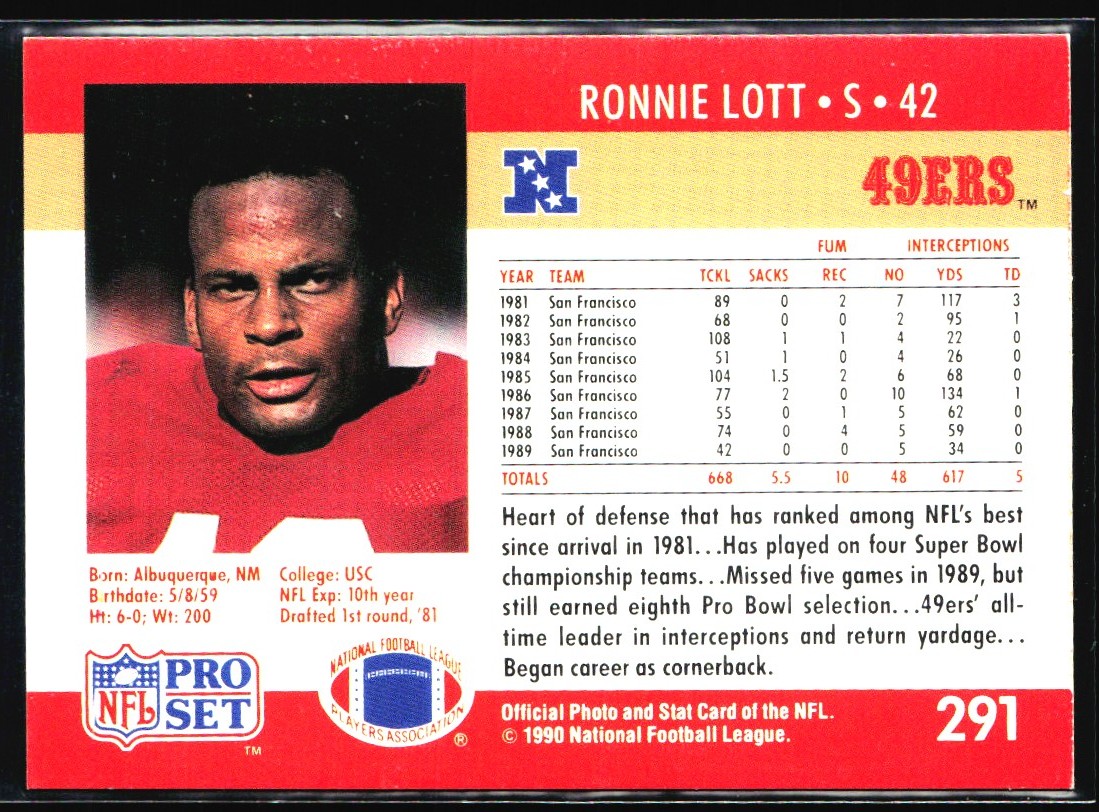 RONNIE LOTT • S • 42
N
49ERS TM
FUM INTERCEPTIONS
YEAR TEAM TCKL SACKS REC NO YDS TD
1981 San Francisco 89 0 2 7 117 3
1982 San Francisco 68 0 0 2 95 1
1983 San Francisco 108 1 1 4 22 0
1984 San Francisco 51 1 0 4 26 0
1985 San Francisco 104 1.5 2 6 68 0
1986 San Francisco 77 2 0 10 134 1
1987 San Francisco 55 0 1 5 62 0
1988 San Francisco 74 0 4 5 59 0
1989 San Francisco 42 0 0 5 34 0
TOTALS 668 5.5 10 48 617 5
Heart of defense that has ranked among NFL's best
since arrival in 1981...Has played on four Super Bowl
championship teams...Missed five games in 1989, but
still earned eighth Pro Bowl selection...49ers' all-
time leader in interceptions and return yardage...
Began career as cornerback.
Born: Albuquerque, NM
Birthdate: 5/8/59
Ht: 6-0; Wt: 200
College: USC
NFL Exp: 10th year
Drafted 1st round, '81
NFL PRO SET TM
NATIONAL FOOTBALL LEAGUE
PLAYERS ASSOCIATION ®
Official Photo and Stat Card of the NFL.
© 1990 National Football League.
291